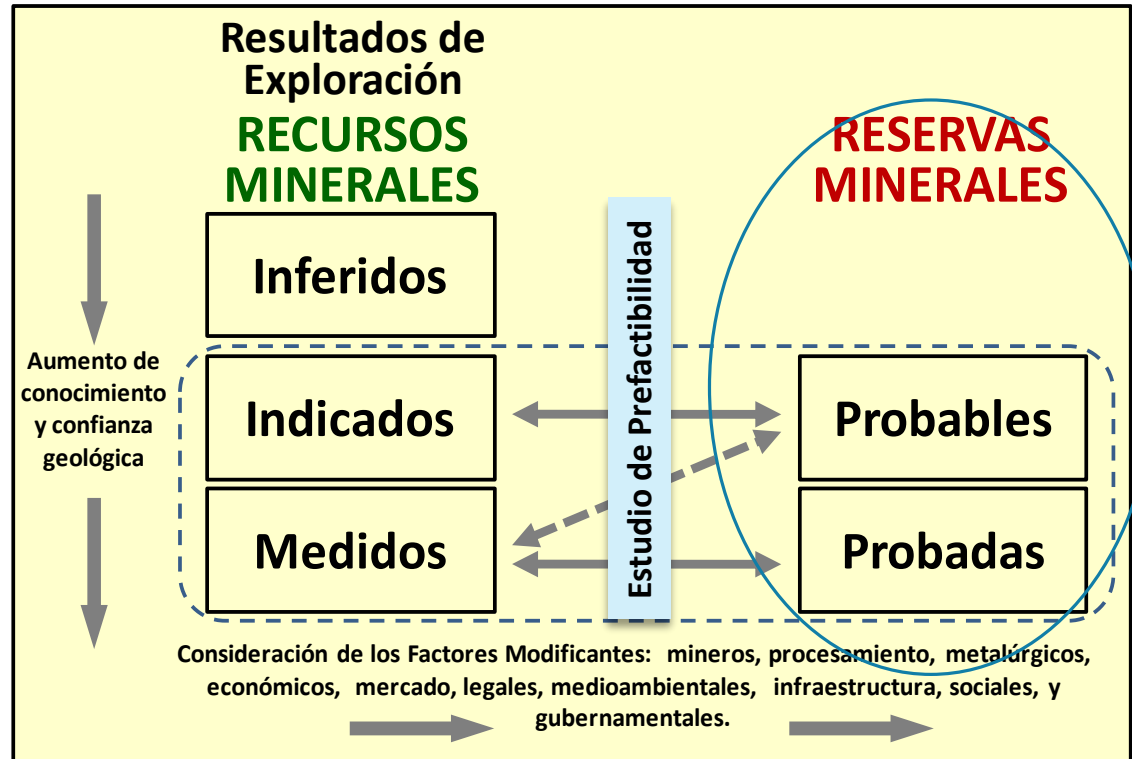 Resultados de
Exploración
RECURSOS
MINERALES
RESERVAS
MINERALES
Inferidos
Aumento de
conocimiento
y confianza
geológica
Indicados
Medidos
Estudio de Prefactibilidad
Probables
Probadas
Consideración de los Factores Modificantes: mineros, procesamiento, metalúrgicos,
económicos, mercado, legales, medioambientales, infraestructura, sociales, y
gubernamentales.